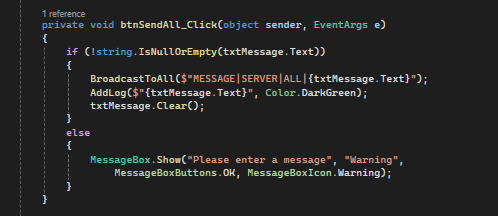 1 reference
private void btnSendAll_Click(object sender, EventArgs e)
{
    if (!string.IsNullOrEmpty(txtMessage.Text))
    {
        BroadcastToAll($"MESSAGE|SERVER|ALL|{txtMessage.Text}");
        AddLog($"{txtMessage.Text}", Color.DarkGreen);
        txtMessage.Clear();
    }
    else
    {
        MessageBox.Show("Please enter a message", "Warning",
            MessageBoxButtons.OK, MessageBoxIcon.Warning);
    }
}